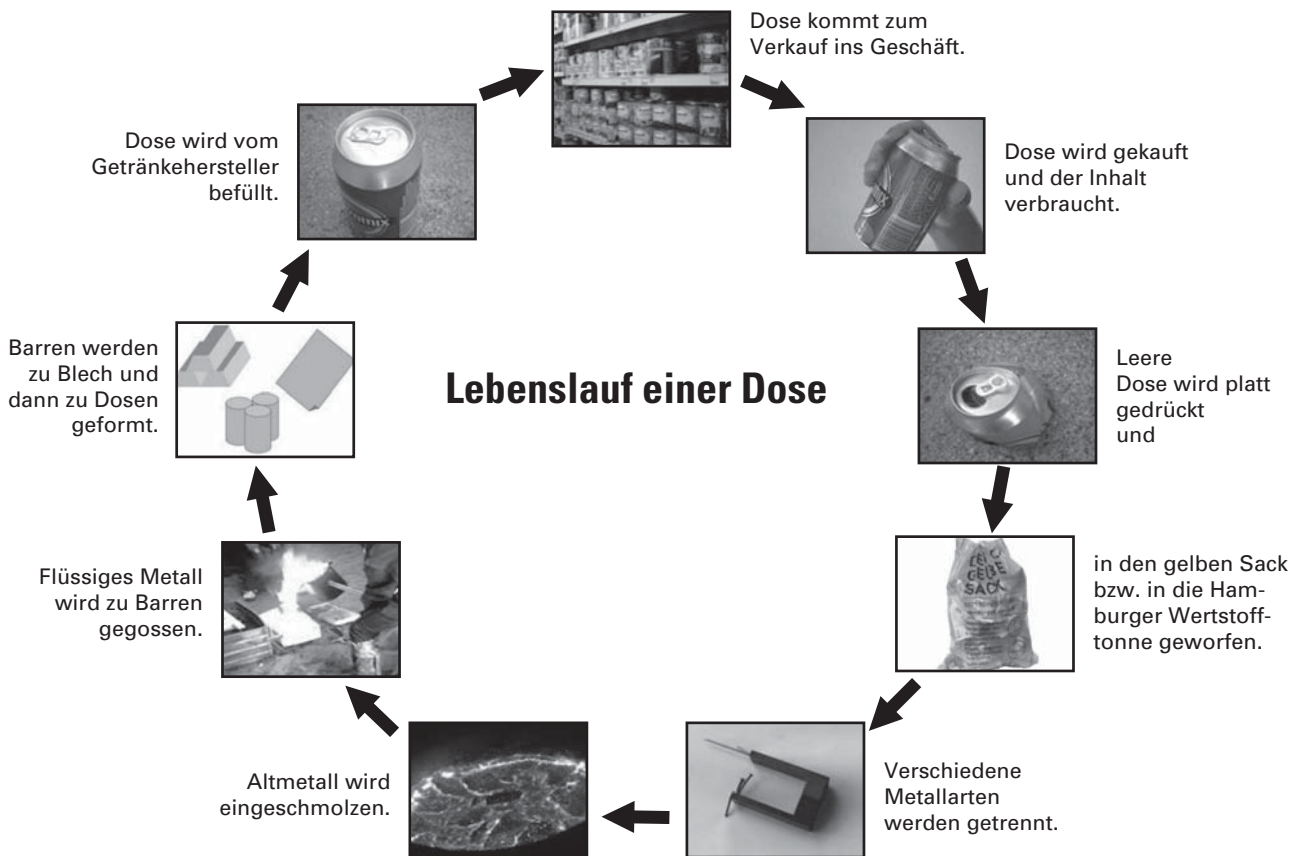 Dose kommt zum
Verkauf ins Geschäft.
Dose wird vom
Getränkehersteller
befüllt.
Dose wird gekauft
und der Inhalt
verbraucht.
Barren werden
zu Blech und
dann zu Dosen
geformt.
Lebenslauf einer Dose
Leere
Dose wird platt
gedrückt
und
Flüssiges Metall
wird zu Barren
gegossen.
GELBE
SACK
in den gelben Sack
bzw. in die Ham-
burger Wertstoff-
tonne geworfen.
Altmetall wird
eingeschmolzen.
Verschiedene
Metallarten
werden getrennt.